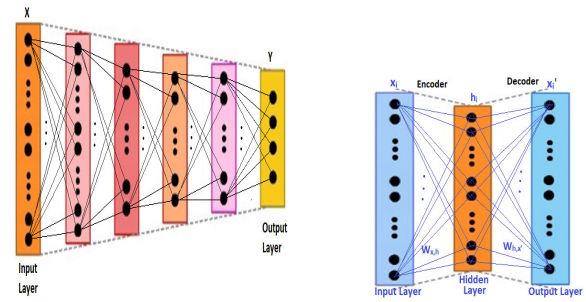 X
Y
Input
Layer
Output
Layer
Encoder
Decoder
xi
hi
xi'
Wx,h
Wh,x'
Input Layer
Hidden
Layer
Output Layer